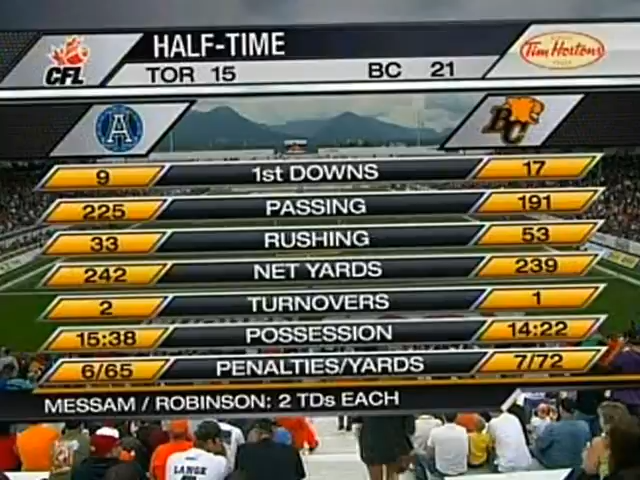 CFL
HALF-TIME
TOR 15 BC 21
Tim Hortons
A
BC
9 1st DOWNS 17
225 PASSING 191
33 RUSHING 53
242 NET YARDS 239
2 TURNOVERS 1
15:38 POSSESSION 14:22
6/65 PENALTIES/YARDS 7/72
MESSAM / ROBINSON: 2 TDs EACH
LANGE